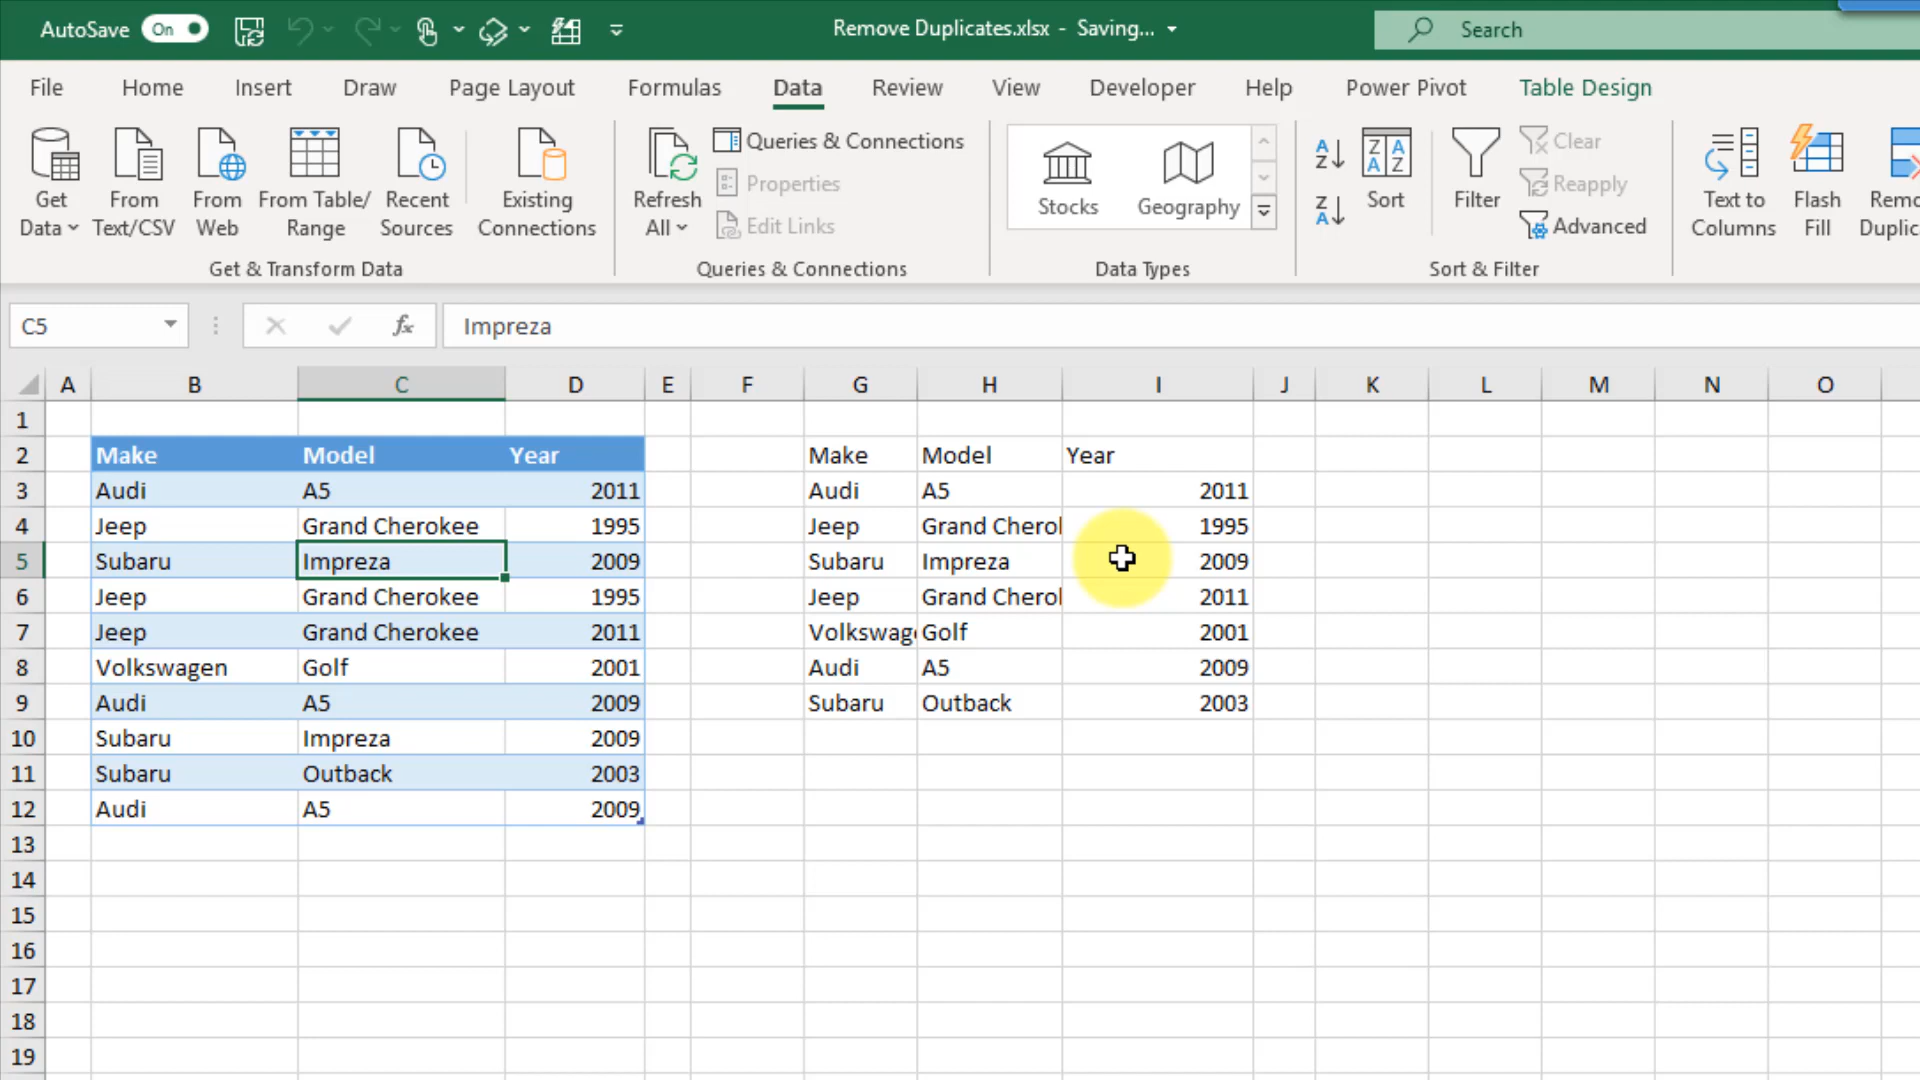 AutoSave On Remove Duplicates.xlsx - Saving... Search
File Home Insert Draw Page Layout Formulas Data Review View Developer Help Power Pivot Table Design
Get Data
From Text/CSV
From Web
From Table/ Range
Recent Sources
Existing Connections
Get & Transform Data
Refresh All
Queries & Connections
Properties
Edit Links
Queries & Connections
Stocks
Geography
Data Types
Sort
Filter
Clear
Reapply
Advanced
Sort & Filter
Text to Columns
Flash Fill
Remo
Duplic
C5 fx Impreza
A B C D E F G H I J K L M N O
1
2 Make Model Year Make Model Year
3 Audi A5 2011 Audi A5 2011
4 Jeep Grand Cherokee 1995 Jeep Grand Cherol 1995
5 Subaru Impreza 2009 Subaru Impreza 2009
6 Jeep Grand Cherokee 1995 Jeep Grand Cherol 2011
7 Jeep Grand Cherokee 2011 Volkswage Golf 2001
8 Volkswagen Golf 2001 Audi A5 2009
9 Audi A5 2009 Subaru Outback 2003
10 Subaru Impreza 2009
11 Subaru Outback 2003
12 Audi A5 2009
13
14
15
16
17
18
19